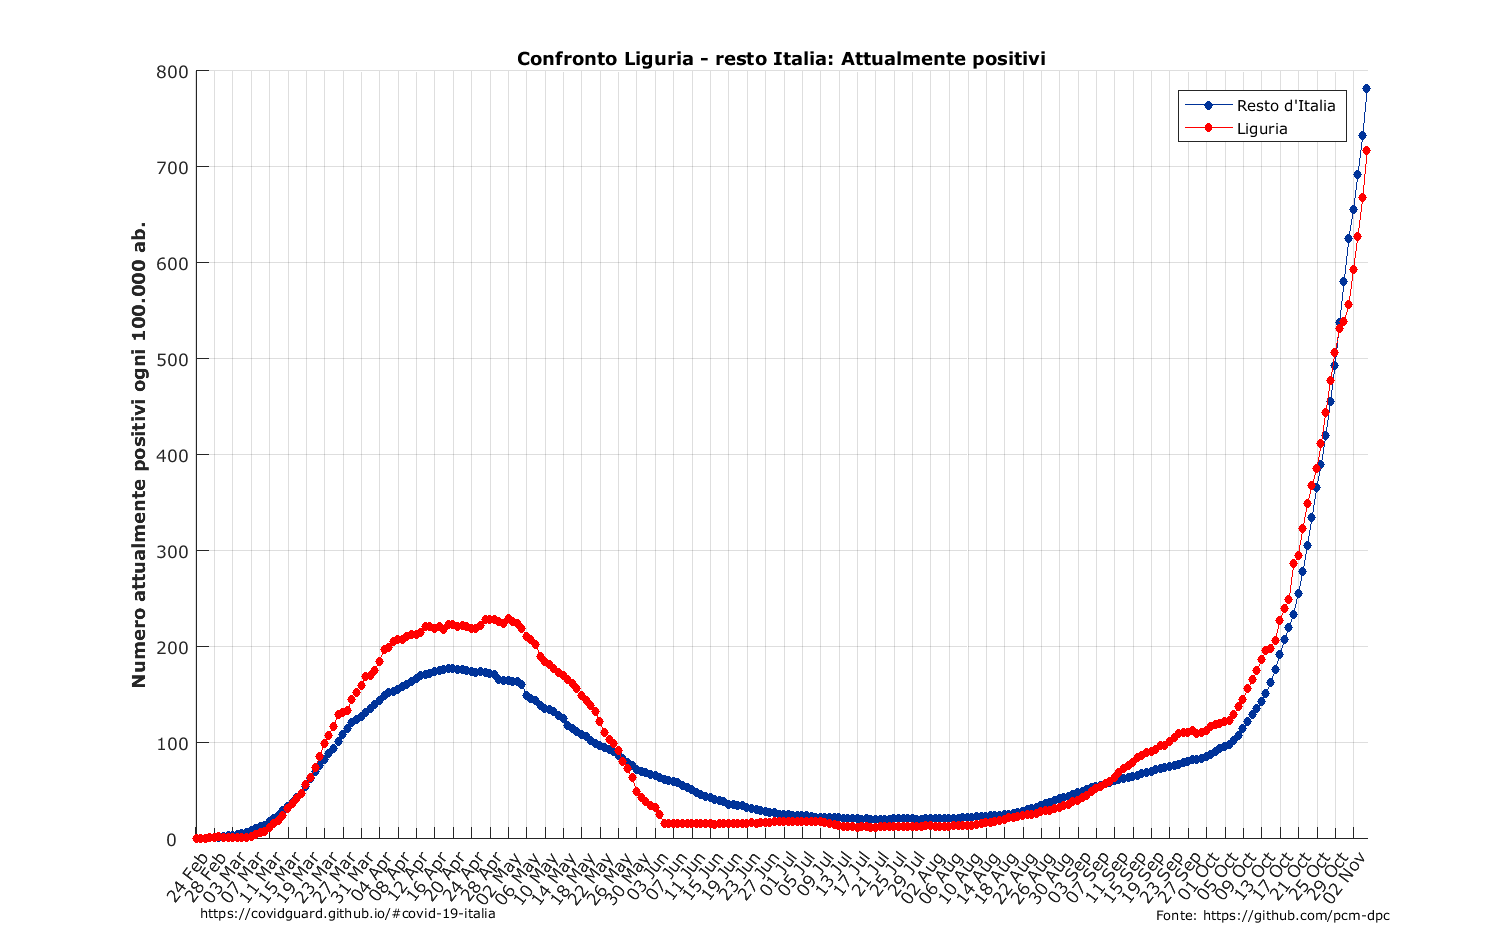 Confronto Liguria - resto Italia: Attualmente positivi
Numero attualmente positivi ogni 100.000 ab.
800
700
600
500
400
300
200
100
0
Resto d'Italia
Liguria
24 Feb
28 Feb
03 Mar
07 Mar
11 Mar
15 Mar
19 Mar
23 Mar
27 Mar
31 Mar
04 Apr
08 Apr
12 Apr
16 Apr
20 Apr
24 Apr
28 Apr
02 May
06 May
10 May
14 May
18 May
22 May
26 May
30 May
03 Jun
07 Jun
11 Jun
15 Jun
19 Jun
23 Jun
27 Jun
01 Jul
05 Jul
09 Jul
13 Jul
17 Jul
21 Jul
25 Jul
29 Jul
02 Aug
06 Aug
10 Aug
14 Aug
18 Aug
22 Aug
26 Aug
30 Aug
03 Sep
07 Sep
11 Sep
15 Sep
19 Sep
23 Sep
27 Sep
01 Oct
05 Oct
09 Oct
13 Oct
17 Oct
21 Oct
25 Oct
29 Oct
02 Nov
https://covidguard.github.io/#covid-19-italia
Fonte: https://github.com/pcm-dpc